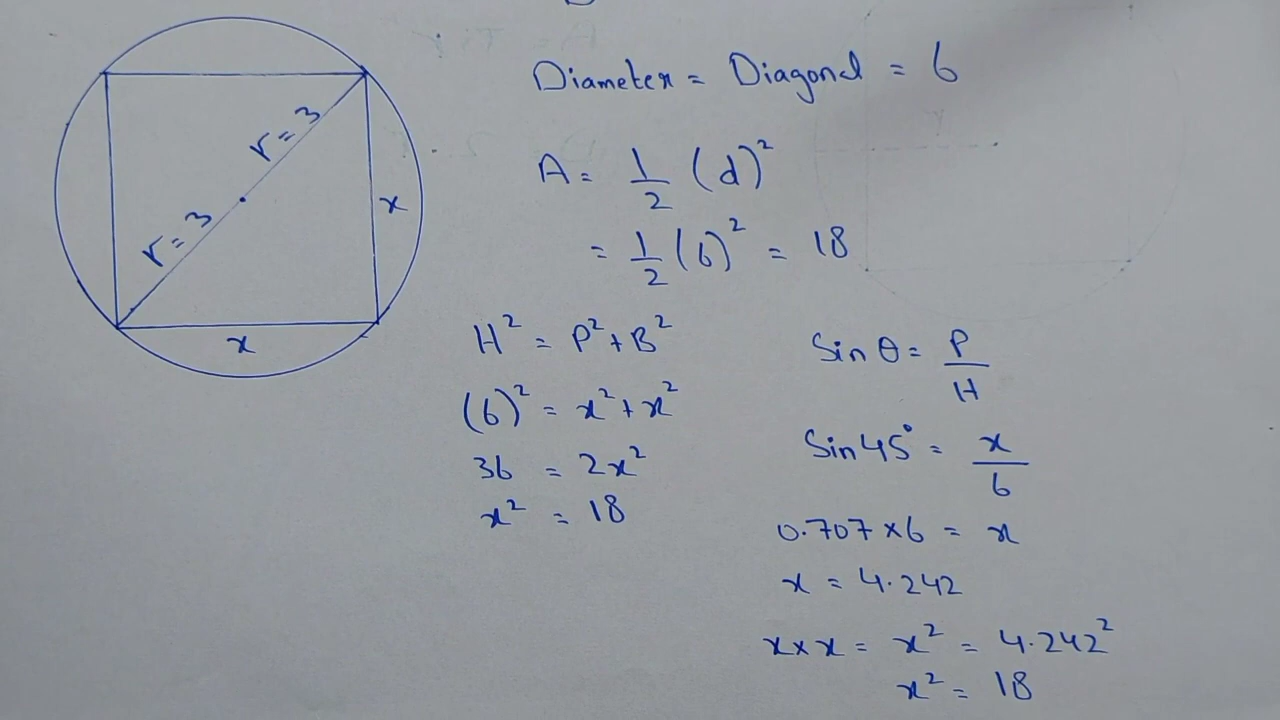 r = 3
r = 3
x
x
Diameter = Diagonal = 6
A = 1/2 (d)²
= 1/2 (6)² = 18
H² = P² + B²
(6)² = x² + x²
36 = 2x²
x² = 18
Sin θ = P/H
Sin 45° = x/6
0.707 × 6 = x
x = 4.242
x × x = x² = 4.242²
x² = 18